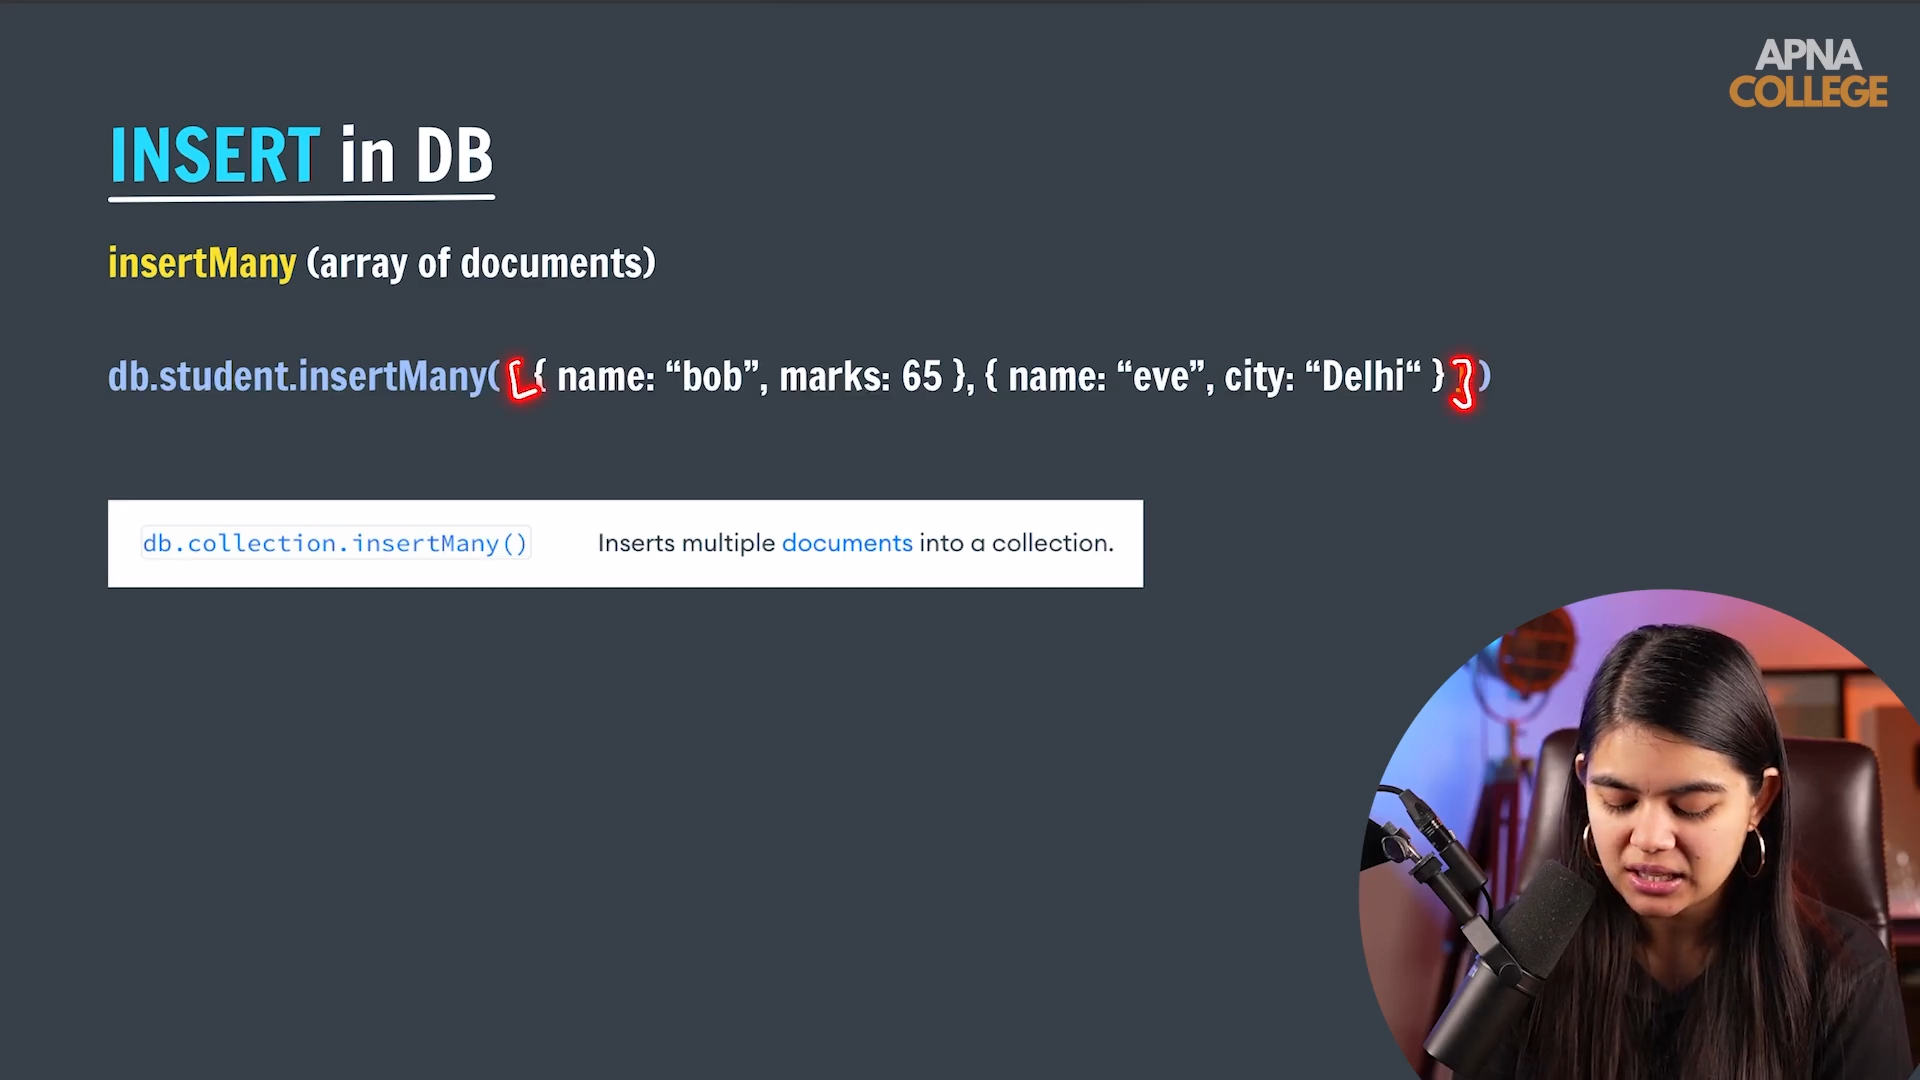 APNA
COLLEGE
INSERT in DB
insertMany (array of documents)
db.student.insertMany( [ { name: “bob”, marks: 65 }, { name: “eve”, city: “Delhi“ } ] )
db.collection.insertMany() Inserts multiple documents into a collection.